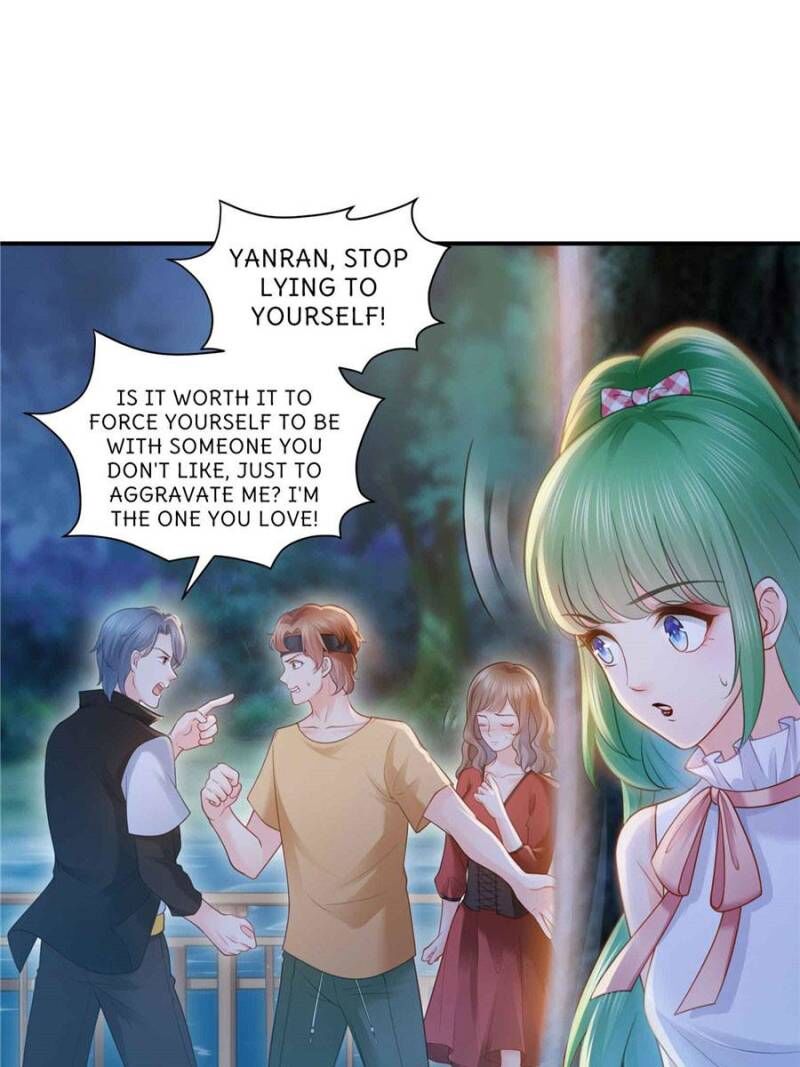 YANRAN, STOP
LYING TO
YOURSELF!
IS IT WORTH IT TO
FORCE YOURSELF TO BE
WITH SOMEONE YOU
DON'T LIKE, JUST TO
AGGRAVATE ME? I'M
THE ONE YOU LOVE!